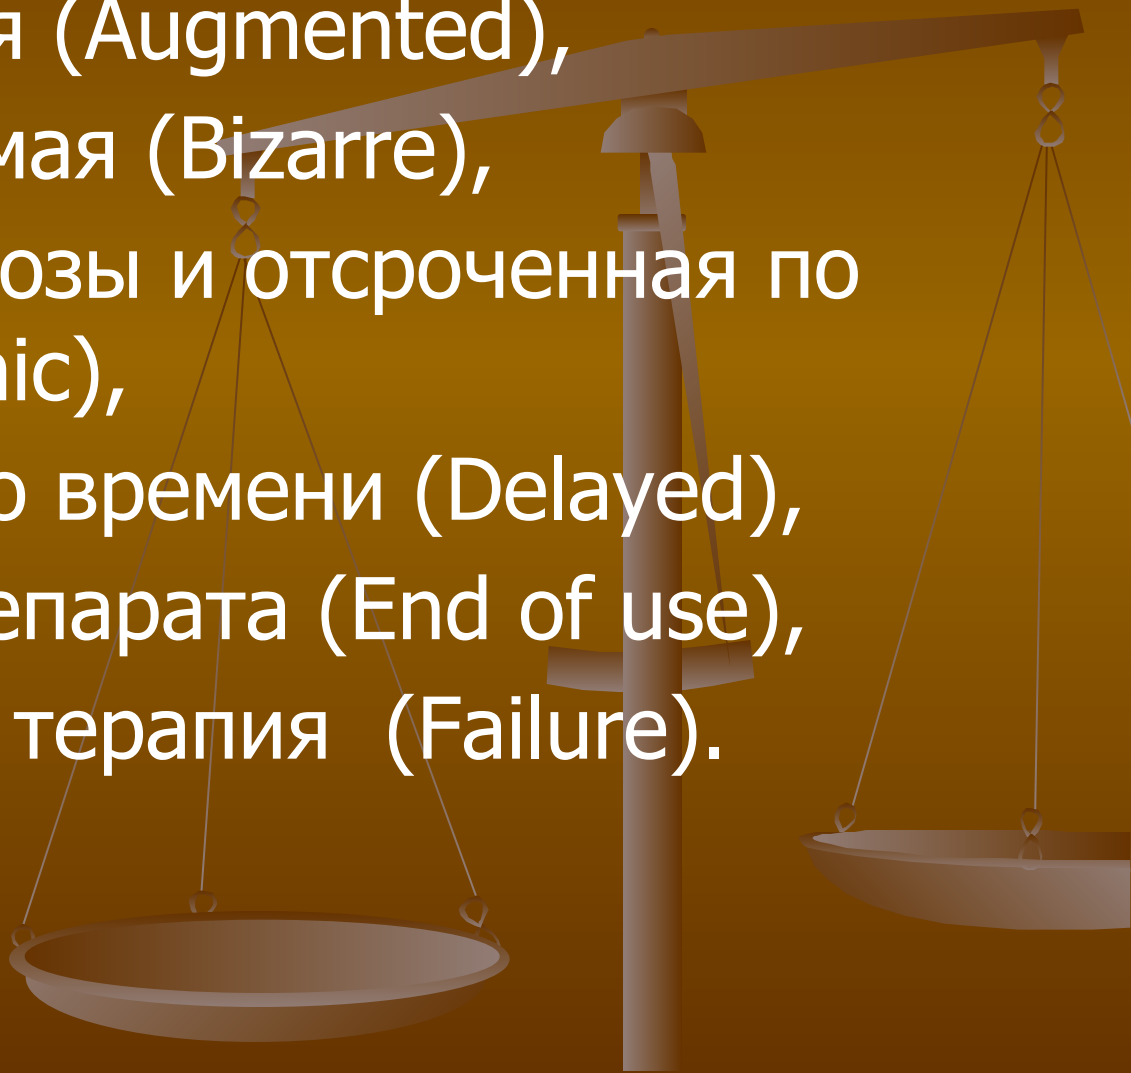 я (Augmented),
мая (Bizarre),
озы и отсроченная по
nic),
о времени (Delayed),
епарата (End of use),
терапия (Failure).